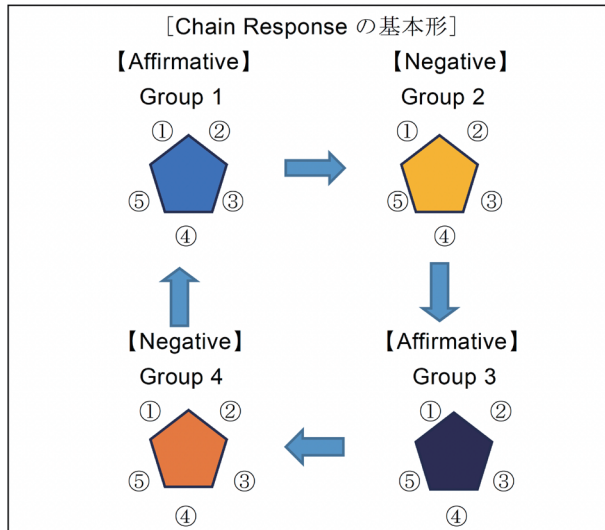 [Chain Response の基本形]
【Affirmative】 【Negative】
Group 1 Group 2
① ② ① ②
⑤ ③ ⑤ ③
④ ④
【Negative】 【Affirmative】
Group 4 Group 3
① ② ① ②
⑤ ③ ⑤ ③
④ ④